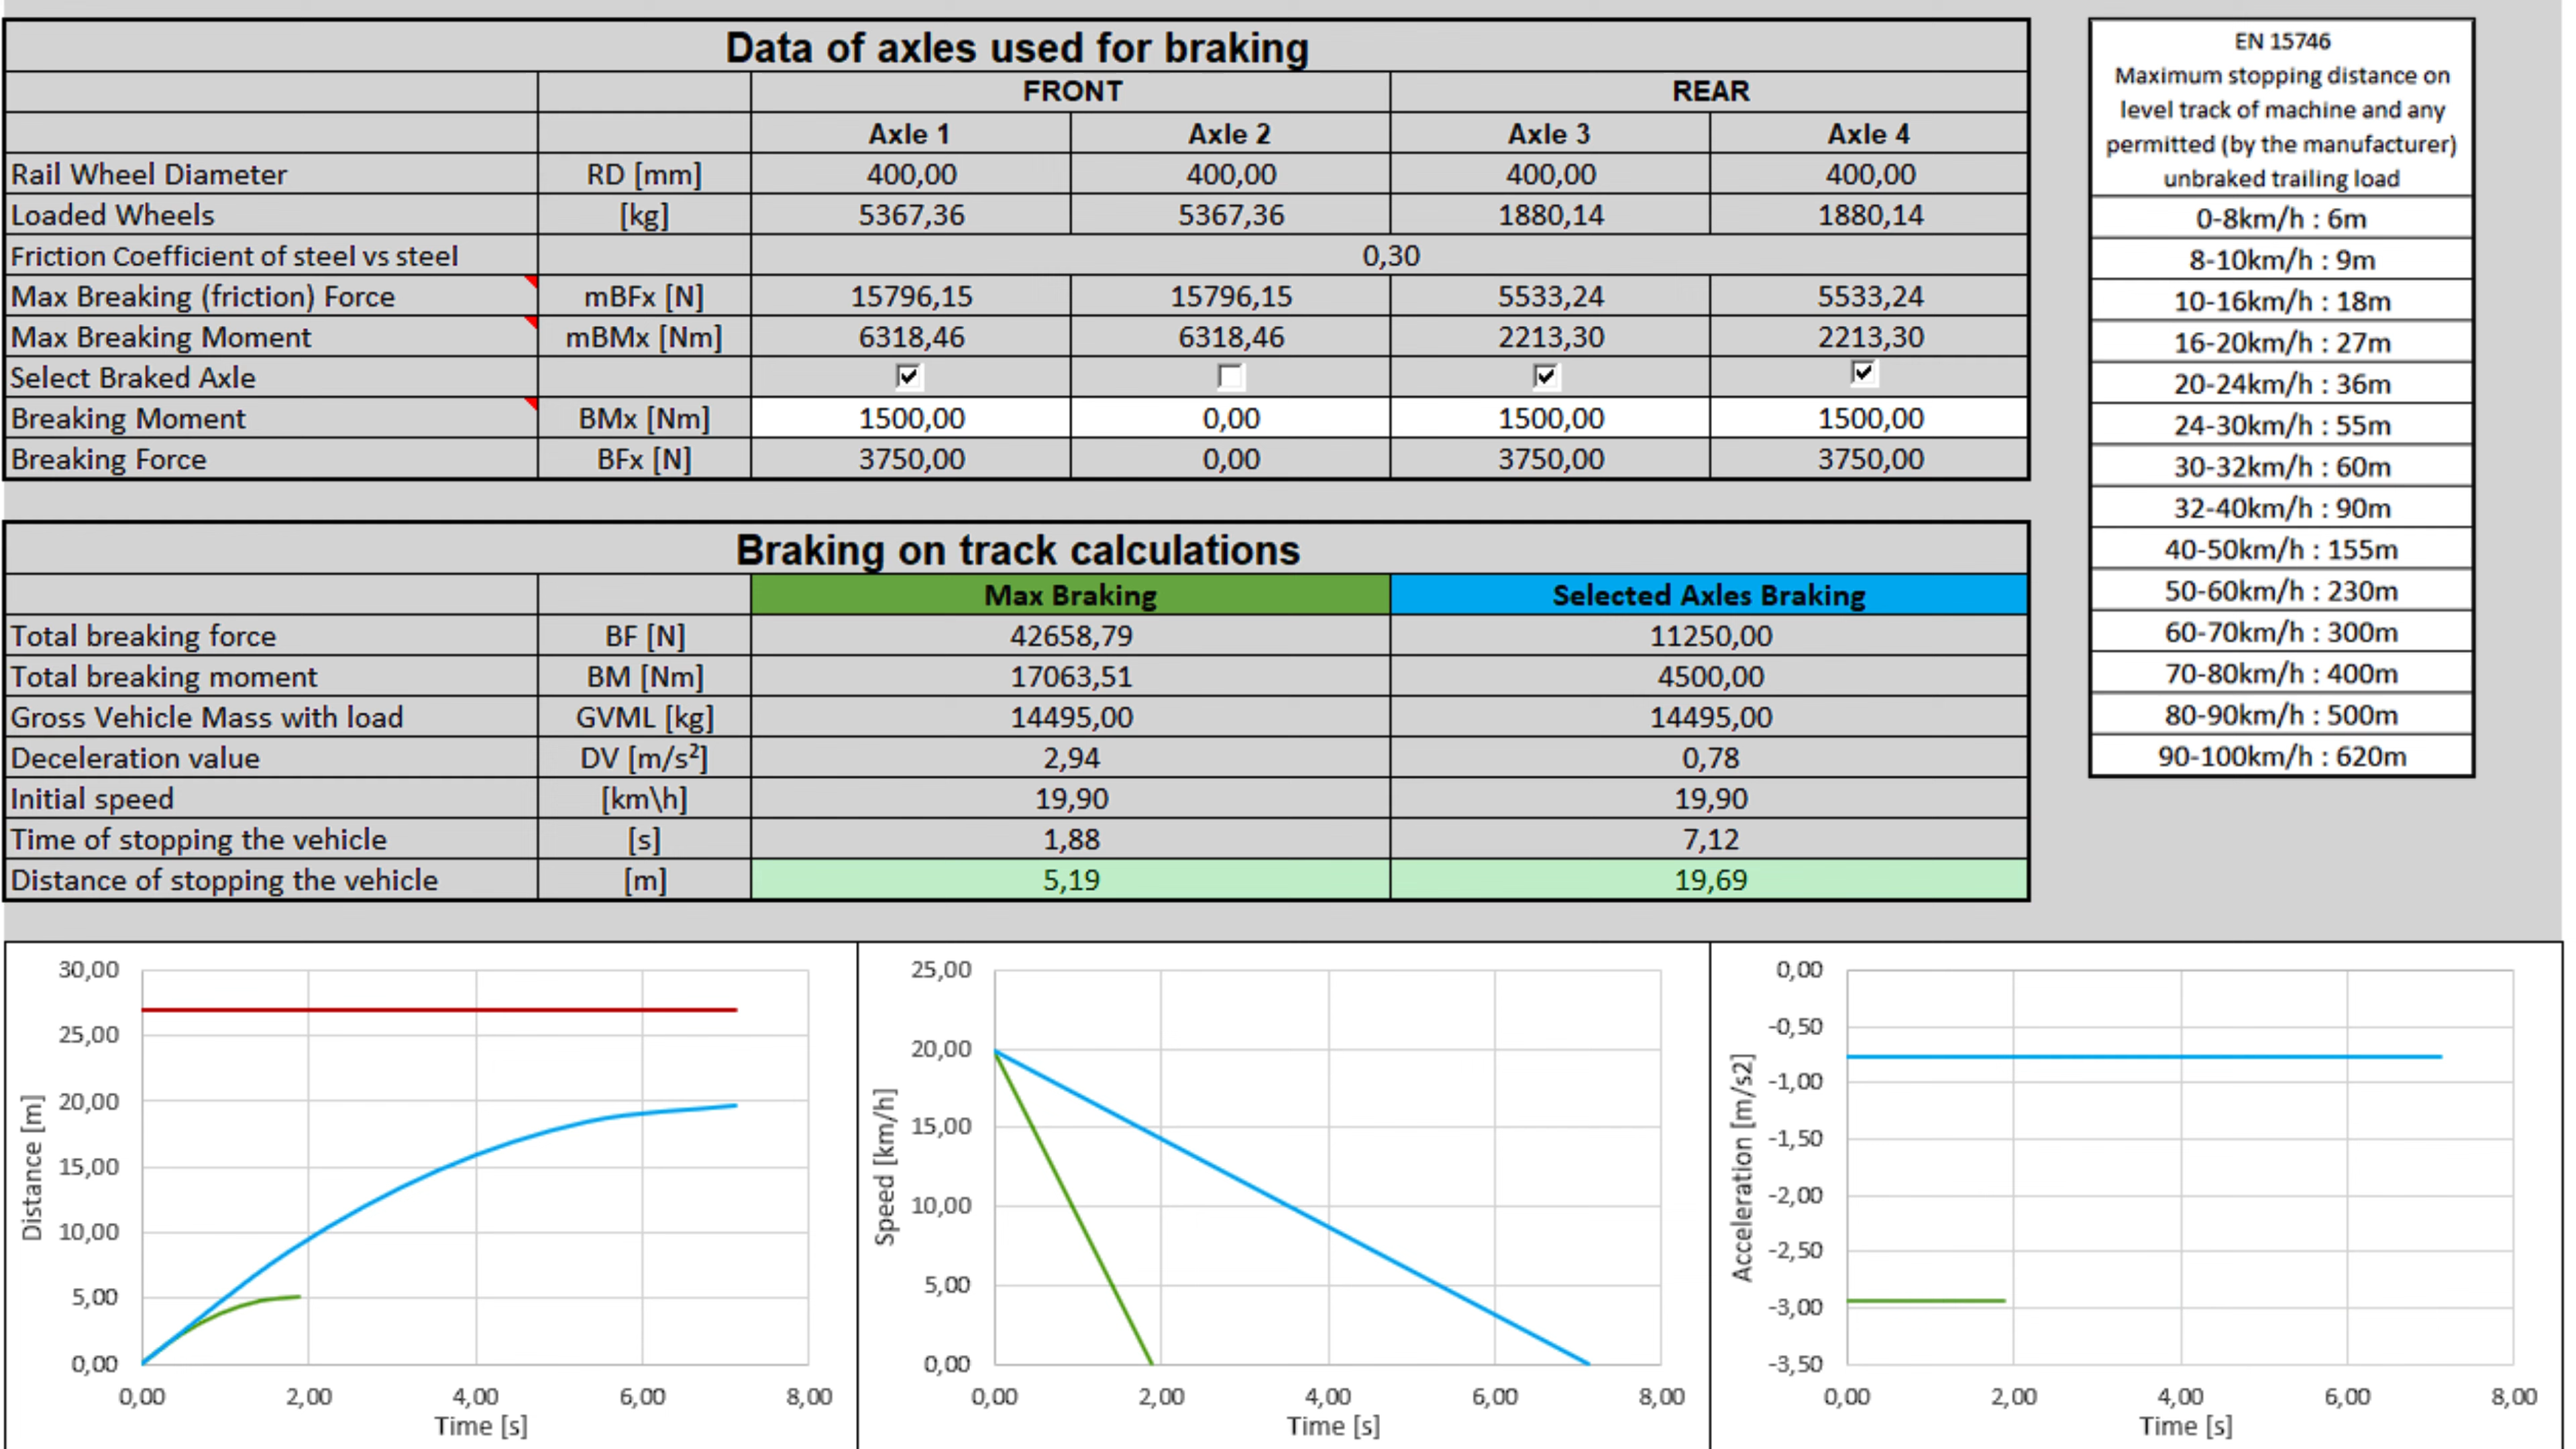 Data of axles used for braking
FRONT REAR
Axle 1 Axle 2 Axle 3 Axle 4
Rail Wheel Diameter RD [mm] 400,00 400,00 400,00 400,00
Loaded Wheels [kg] 5367,36 5367,36 1880,14 1880,14
Friction Coefficient of steel vs steel 0,30
Max Breaking (friction) Force mBFx [N] 15796,15 15796,15 5533,24 5533,24
Max Breaking Moment mBMx [Nm] 6318,46 6318,46 2213,30 2213,30
Select Braked Axle
Breaking Moment BMx [Nm] 1500,00 0,00 1500,00 1500,00
Breaking Force BFx [N] 3750,00 0,00 3750,00 3750,00
EN 15746
Maximum stopping distance on
level track of machine and any
permitted (by the manufacturer)
unbraked trailing load
0-8km/h : 6m
8-10km/h : 9m
10-16km/h : 18m
16-20km/h : 27m
20-24km/h : 36m
24-30km/h : 55m
30-32km/h : 60m
32-40km/h : 90m
40-50km/h : 155m
50-60km/h : 230m
60-70km/h : 300m
70-80km/h : 400m
80-90km/h : 500m
90-100km/h : 620m
Braking on track calculations
Max Braking Selected Axles Braking
Total breaking force BF [N] 42658,79 11250,00
Total breaking moment BM [Nm] 17063,51 4500,00
Gross Vehicle Mass with load GVML [kg] 14495,00 14495,00
Deceleration value DV [m/s²] 2,94 0,78
Initial speed [km\h] 19,90 19,90
Time of stopping the vehicle [s] 1,88 7,12
Distance of stopping the vehicle [m] 5,19 19,69
Distance [m]
30,00
25,00
20,00
15,00
10,00
5,00
0,00
0,00 2,00 4,00 6,00 8,00
Time [s]
Speed [km/h]
25,00
20,00
15,00
10,00
5,00
0,00
0,00 2,00 4,00 6,00 8,00
Time [s]
Acceleration [m/s2]
0,00
-0,50
-1,00
-1,50
-2,00
-2,50
-3,00
-3,50
0,00 2,00 4,00 6,00 8,00
Time [s]